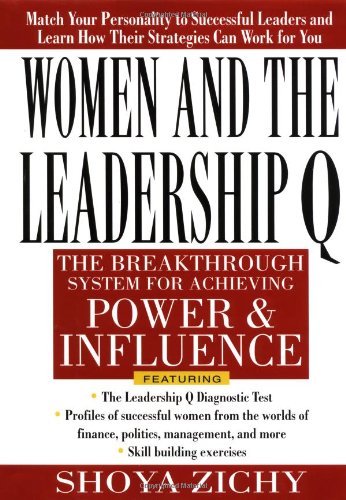 Match Your Personality to Successful Leaders and
Learn How Their Strategies Can Work for You
WOMEN AND THE
LEADERSHIP Q
THE BREAKTHROUGH
SYSTEM FOR ACHIEVING
POWER &
INFLUENCE
FEATURING
• The Leadership Q Diagnostic Test
• Profiles of successful women from the worlds of
finance, politics, management, and more
• Skill building exercises
SHOYA ZICHY